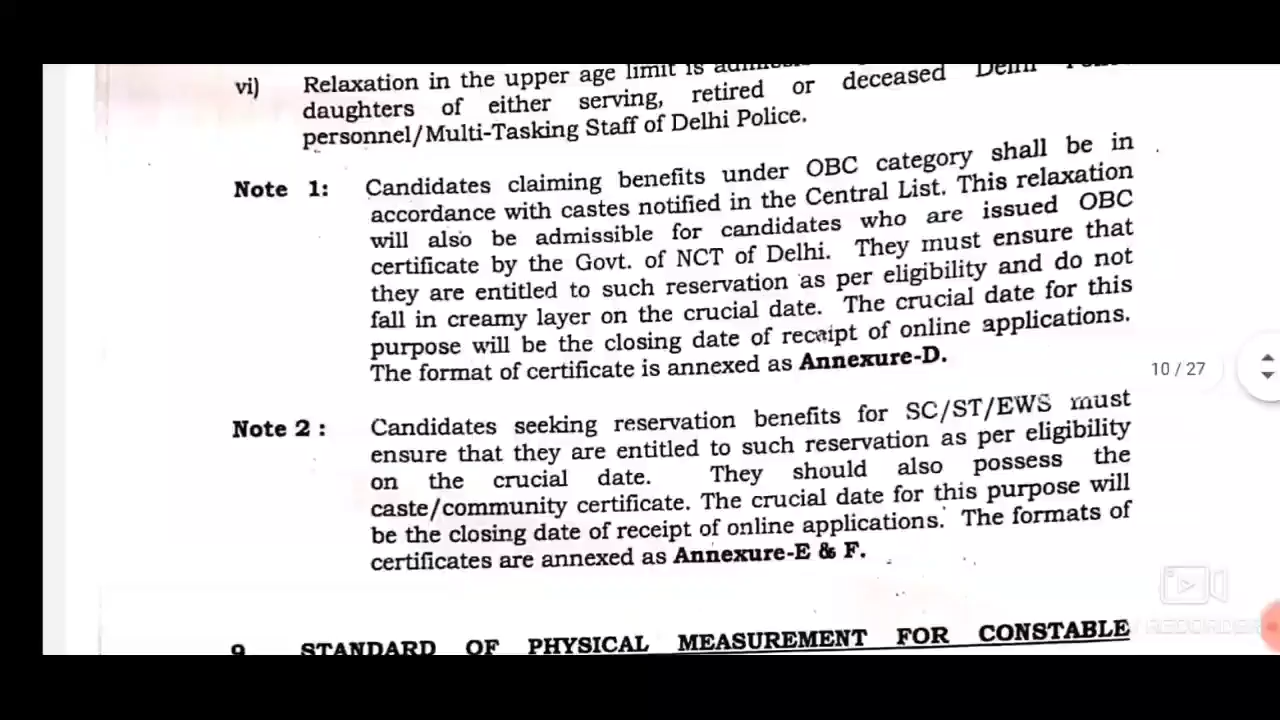 vi) Relaxation in the upper age limit is
daughters of either serving, retired or deceased Delhi
personnel/Multi-Tasking Staff of Delhi Police.
Note 1: Candidates claiming benefits under OBC category shall be in
accordance with castes notified in the Central List. This relaxation
will also be admissible for candidates who are issued OBC
certificate by the Govt. of NCT of Delhi. They must ensure that
they are entitled to such reservation as per eligibility and do not
fall in creamy layer on the crucial date. The crucial date for this
purpose will be the closing date of receipt of online applications.
The format of certificate is annexed as Annexure-D.
10 / 27
Note 2 : Candidates seeking reservation benefits for SC/ST/EWS must
ensure that they are entitled to such reservation as per eligibility
on the crucial date. They should also possess the
caste/community certificate. The crucial date for this purpose will
be the closing date of receipt of online applications. The formats of
certificates are annexed as Annexure-E & F.
9 STANDARD OF PHYSICAL MEASUREMENT FOR CONSTABLE
RECORDER